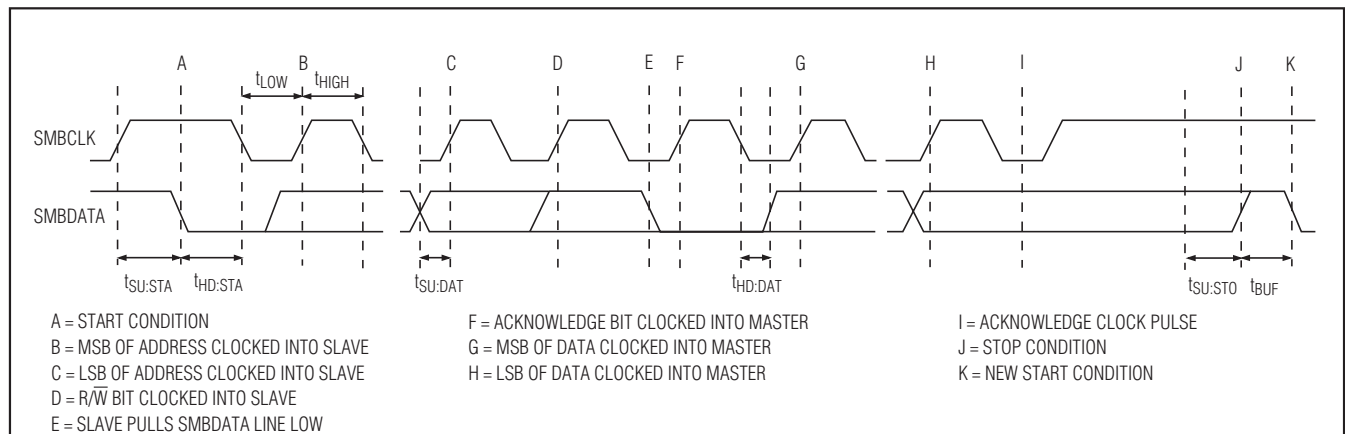 A B C D E F G H I J K
tLOW tHIGH
SMBCLK
SMBDATA
tSU:STA tHD:STA tSU:DAT tHD:DAT tSU:STO tBUF
A = START CONDITION
B = MSB OF ADDRESS CLOCKED INTO SLAVE
C = LSB OF ADDRESS CLOCKED INTO SLAVE
D = R/W̅ BIT CLOCKED INTO SLAVE
E = SLAVE PULLS SMBDATA LINE LOW
F = ACKNOWLEDGE BIT CLOCKED INTO MASTER
G = MSB OF DATA CLOCKED INTO MASTER
H = LSB OF DATA CLOCKED INTO MASTER
I = ACKNOWLEDGE CLOCK PULSE
J = STOP CONDITION
K = NEW START CONDITION